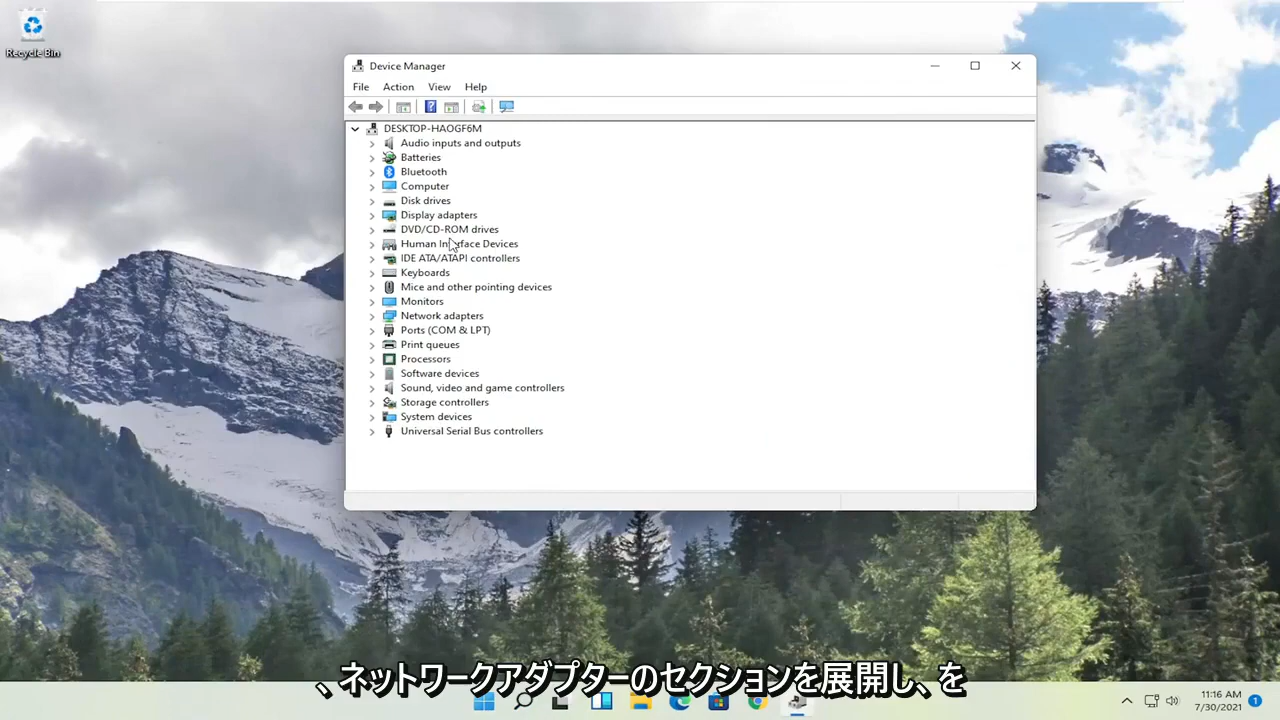 Recycle Bin
Device Manager
File Action View Help
DESKTOP-HAOGF6M
Audio inputs and outputs
Batteries
Bluetooth
Computer
Disk drives
Display adapters
DVD/CD-ROM drives
Human Interface Devices
IDE ATA/ATAPI controllers
Keyboards
Mice and other pointing devices
Monitors
Network adapters
Ports (COM & LPT)
Print queues
Processors
Software devices
Sound, video and game controllers
Storage controllers
System devices
Universal Serial Bus controllers
、ネットワークアダプターのセクションを展開し、を
11:16 AM
7/30/2021
1